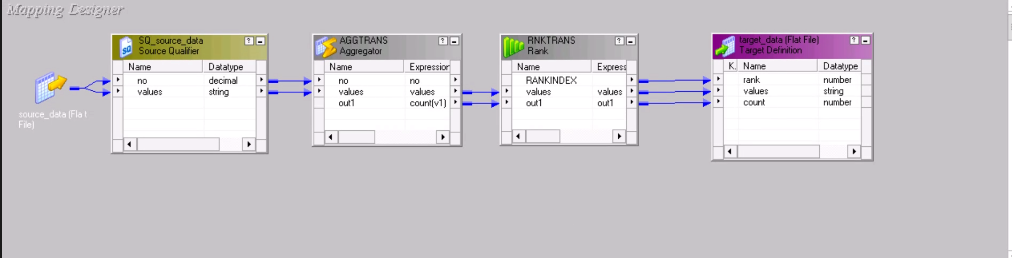 Mapping Designer
source_data (Flat
File)
SQ_source_data
Source Qualifier
Name Datatype
no decimal
values string
AGGTRANS
Aggregator
Name Expression
no no
values values
out1 count(v1)
RNKTRANS
Rank
Name Express
RANKINDEX
values values
out1 out1
target_data (Flat File)
Target Definition
K. Name Datatype
rank number
values string
count number